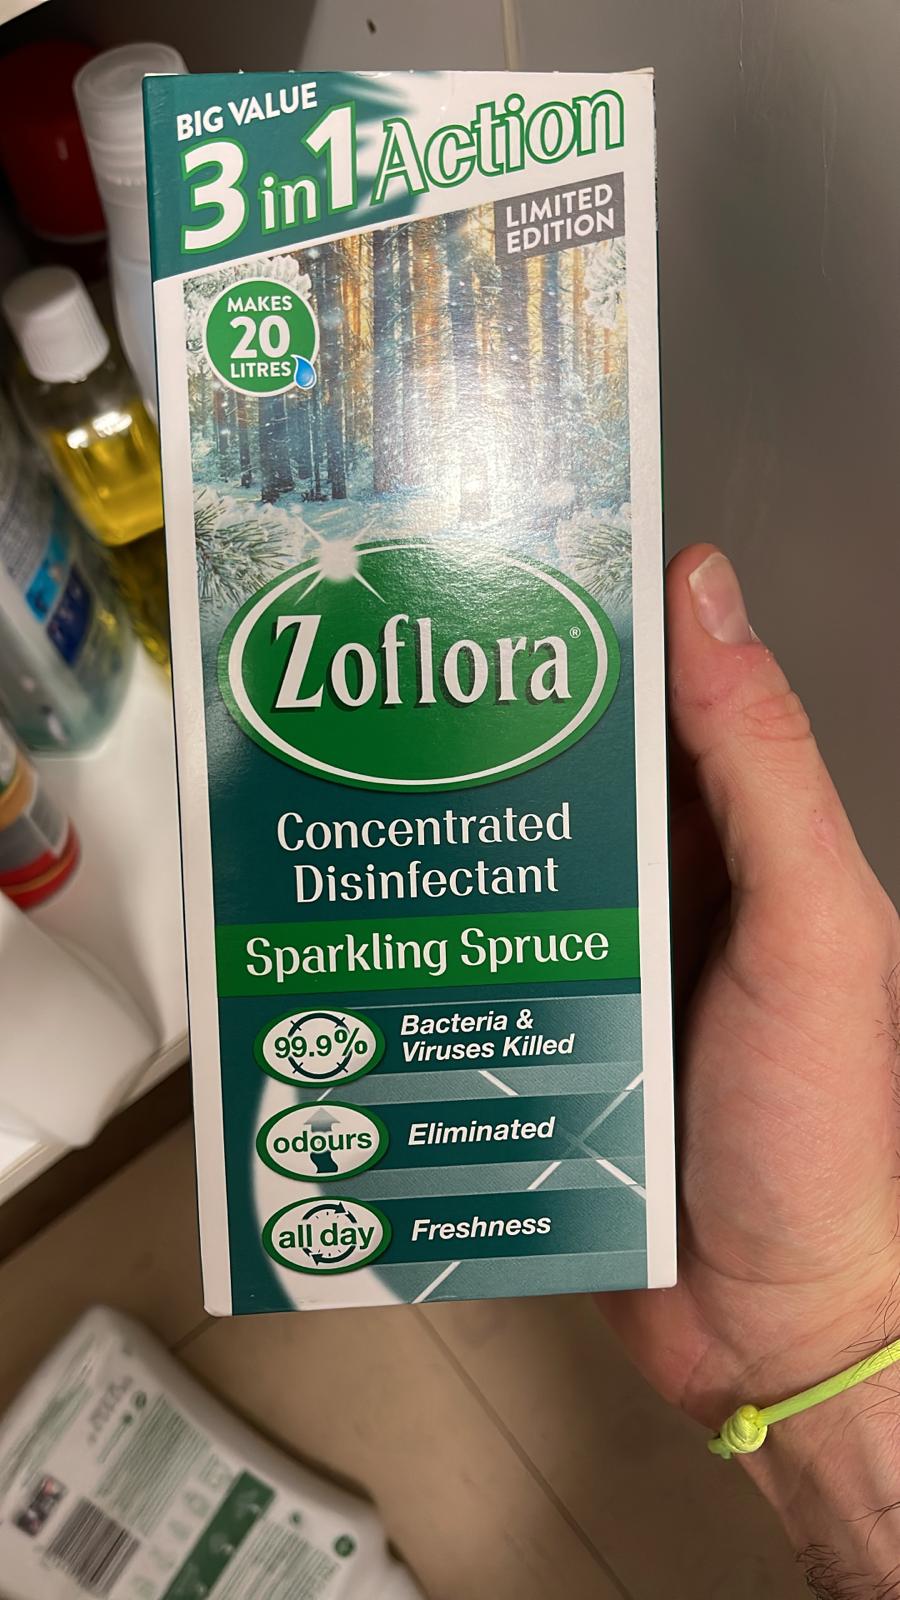 BIG VALUE
3 in 1 Action
LIMITED
EDITION
MAKES
20
LITRES
Zoflora®
Concentrated
Disinfectant
Sparkling Spruce
99.9%
Bacteria &
Viruses Killed
odours
Eliminated
all day
Freshness